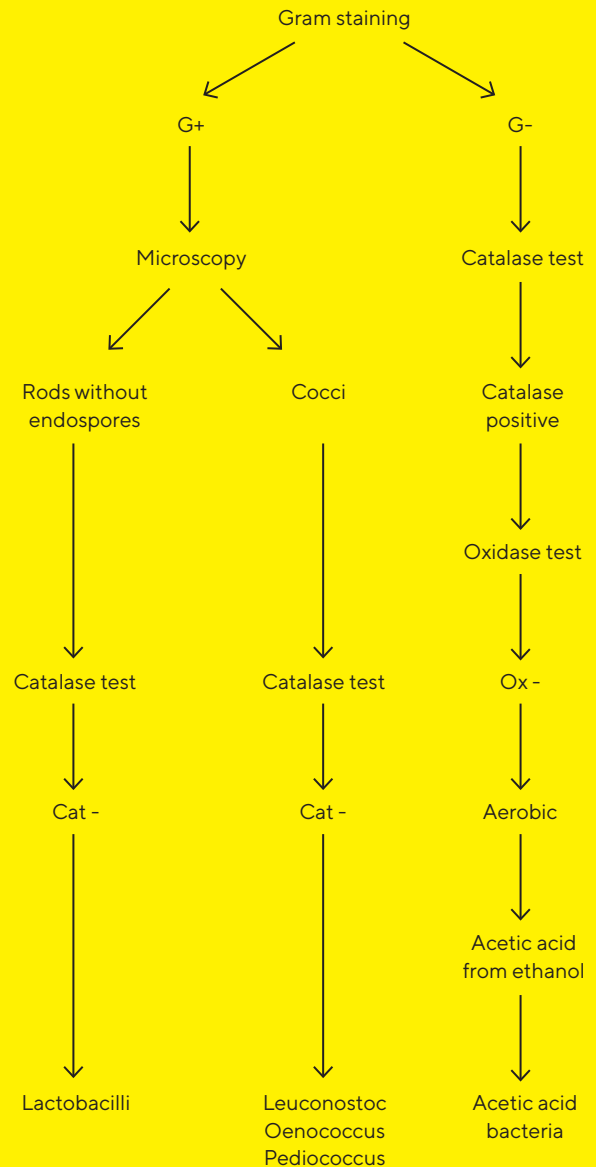 Gram staining
G+
G-
Microscopy
Catalase test
Rods without
endospores
Cocci
Catalase
positive
Oxidase test
Catalase test
Catalase test
Ox -
Cat -
Cat -
Aerobic
Acetic acid
from ethanol
Lactobacilli
Leuconostoc
Oenococcus
Pediococcus
Acetic acid
bacteria